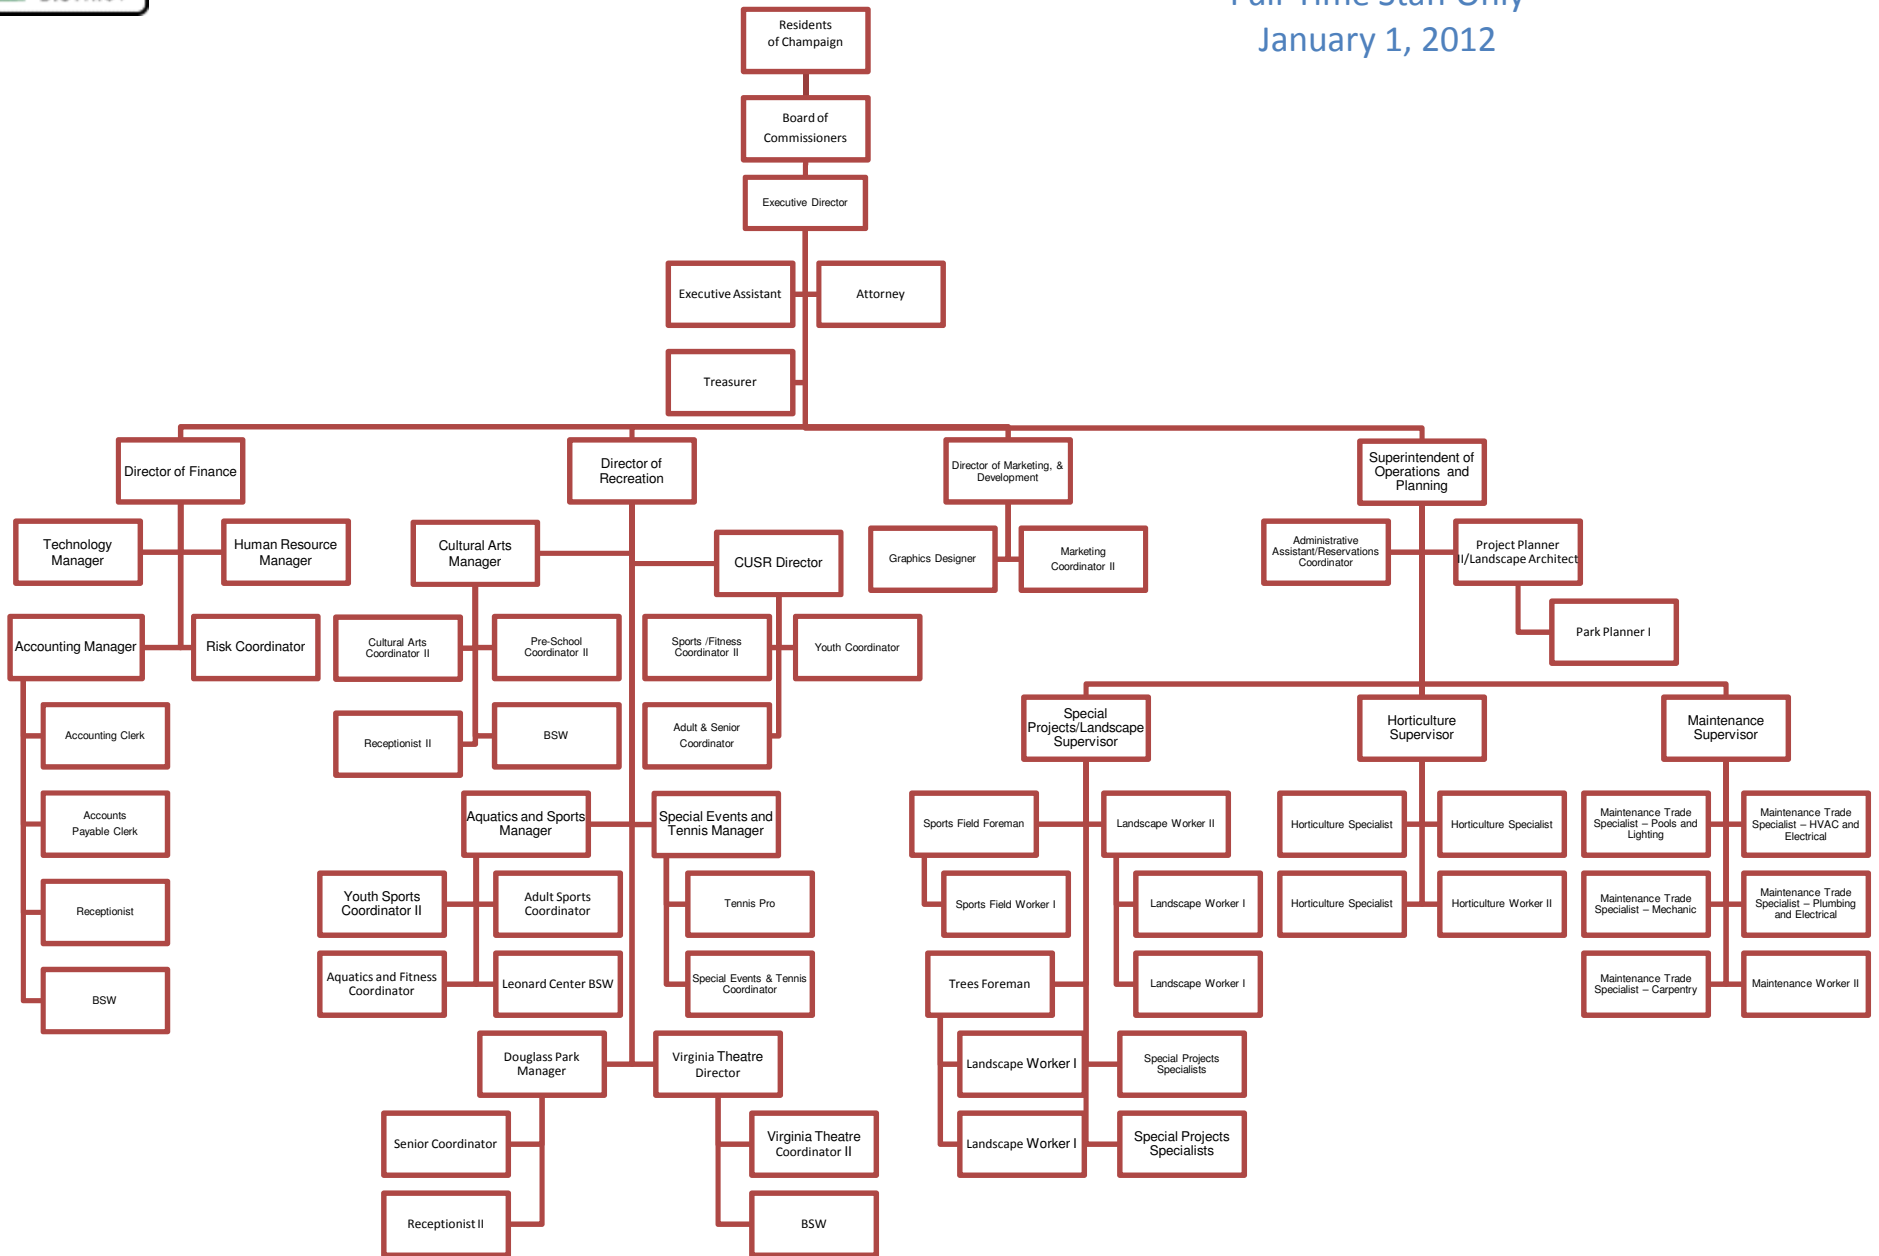 Full-Time Staff Only
January 1, 2012
Residents
of Champaign
Board of
Commissioners
Executive Director
Executive Assistant
Attorney
Treasurer
Director of Finance
Director of
Recreation
Director of Marketing, &
Development
Superintendent of
Operations and
Planning
Technology
Manager
Human Resource
Manager
Cultural Arts
Manager
CUSR Director
Graphics Designer
Marketing
Coordinator II
Administrative
Assistant/Reservations
Coordinator
Project Planner
II/Landscape Architect
Park Planner I
Accounting Manager
Risk Coordinator
Cultural Arts
Coordinator II
Pre-School
Coordinator II
Sports /Fitness
Coordinator II
Youth Coordinator
Accounting Clerk
Receptionist II
BSW
Adult & Senior
Coordinator
Special
Projects/Landscape
Supervisor
Horticulture
Supervisor
Maintenance
Supervisor
Accounts
Payable Clerk
Aquatics and Sports
Manager
Special Events and
Tennis Manager
Sports Field Foreman
Landscape Worker II
Horticulture Specialist
Horticulture Specialist
Maintenance Trade
Specialist – Pools and
Lighting
Maintenance Trade
Specialist – HVAC and
Electrical
Receptionist
Youth Sports
Coordinator II
Adult Sports
Coordinator
Tennis Pro
Sports Field Worker I
Landscape Worker I
Horticulture Specialist
Horticulture Worker II
Maintenance Trade
Specialist – Mechanic
Maintenance Trade
Specialist – Plumbing
and Electrical
BSW
Aquatics and Fitness
Coordinator
Leonard Center BSW
Special Events & Tennis
Coordinator
Trees Foreman
Landscape Worker I
Maintenance Trade
Specialist – Carpentry
Maintenance Worker II
Douglass Park
Manager
Virginia Theatre
Director
Landscape Worker I
Special Projects
Specialists
Senior Coordinator
Virginia Theatre
Coordinator II
Landscape Worker I
Special Projects
Specialists
Receptionist II
BSW